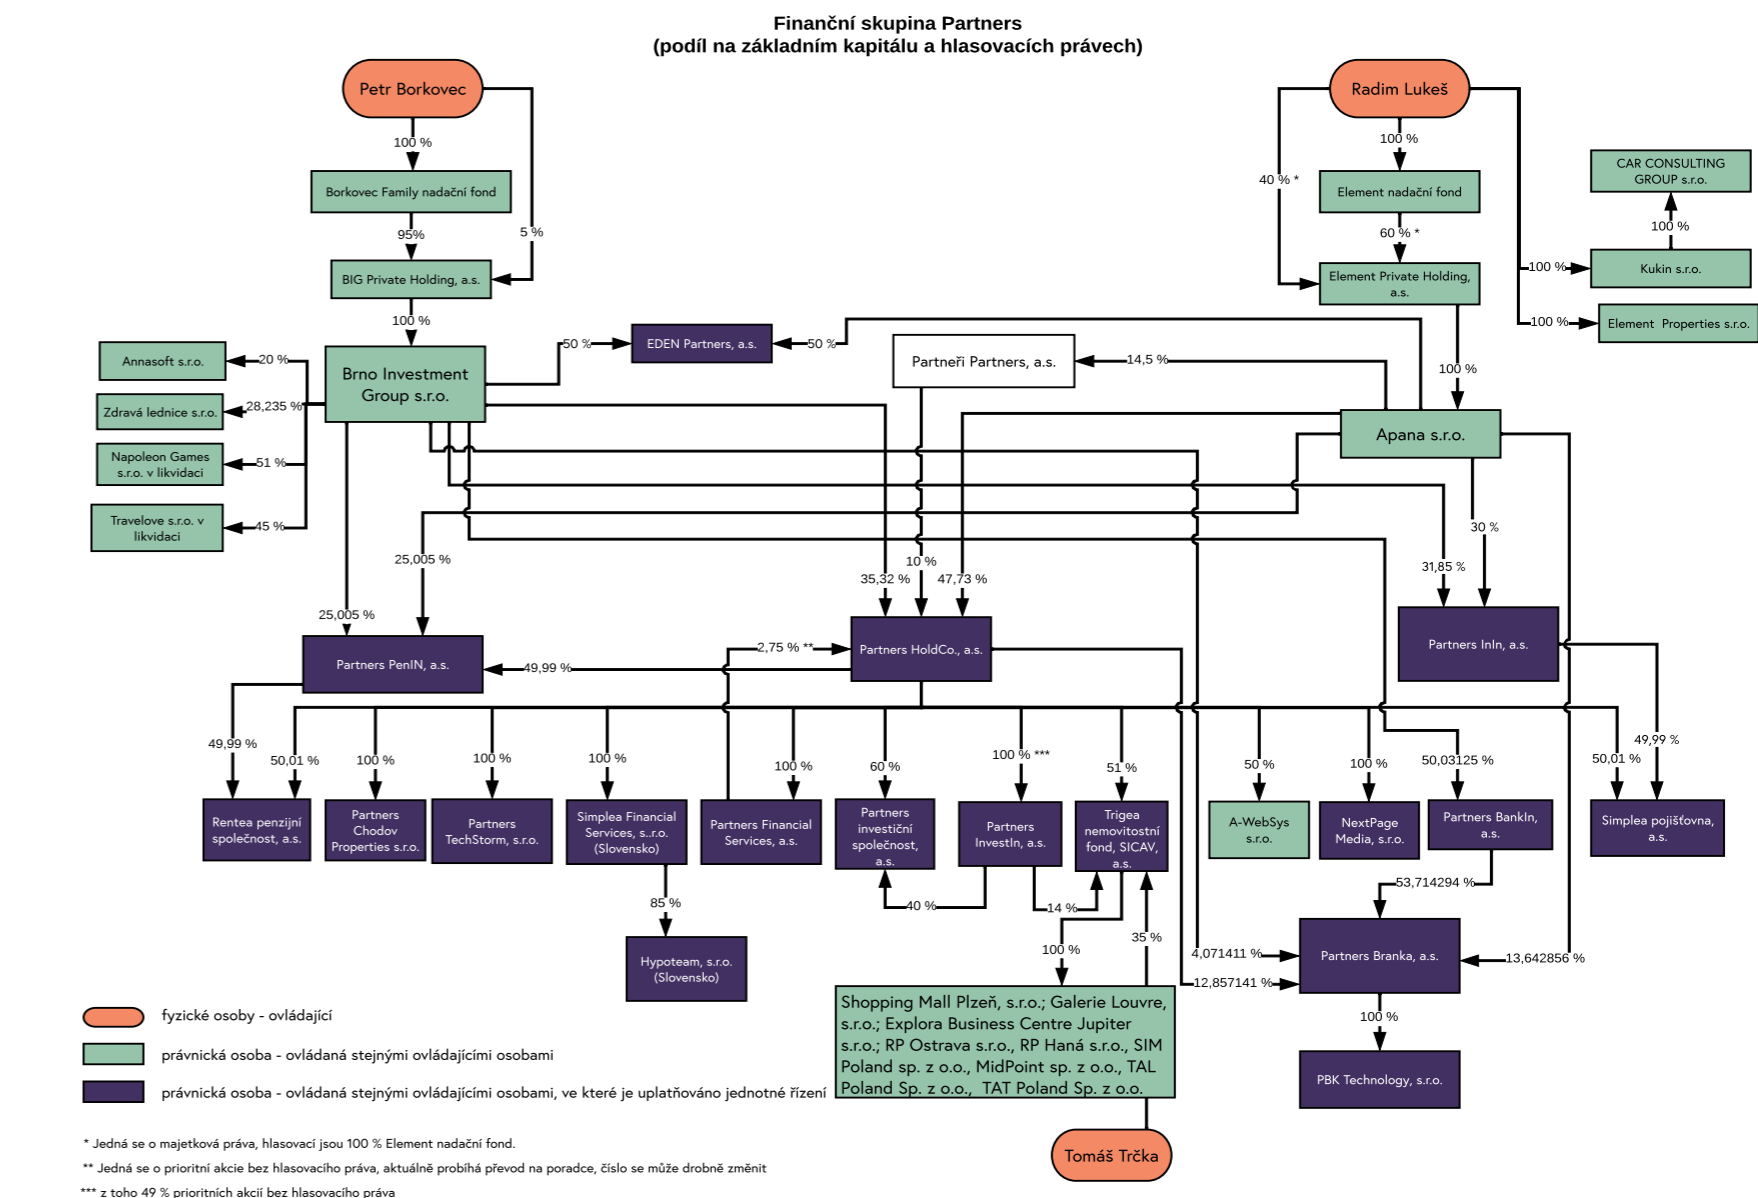 Finanční skupina Partners
(podíl na základním kapitálu a hlasovacích právech)
Petr Borkovec
Radim Lukeš
100 %
100 %
CAR CONSULTING
GROUP s.r.o.
40 % *
Borkovec Family nadační fond
Element nadační fond
95%
5 %
60 % *
100 %
BIG Private Holding, a.s.
Element Private Holding,
a.s.
100 %
Kukin s.r.o.
100 %
100 %
Element  Properties s.r.o.
50 %
EDEN Partners, a.s.
50 %
Annasoft s.r.o.
20 %
Partneři Partners, a.s.
14,5 %
100 %
Brno Investment
Group s.r.o.
Zdravá lednice s.r.o.
28,235 %
Apana s.r.o.
Napoleon Games
s.r.o. v likvidaci
51 %
Travelove s.r.o. v
likvidaci
45 %
30 %
25,005 %
10 %
31,85 %
35,32 %
47,73 %
25,005 %
Partners PenIN, a.s.
2,75 % **
Partners HoldCo., a.s.
Partners InIn, a.s.
49,99 %
49,99 %
50,01 %
100 %
100 %
100 %
100 %
60 %
100 % ***
51 %
50 %
100 %
50,03125 %
50,01 %
49,99 %
Rentea penzijní
společnost, a.s.
Partners
Chodov
Properties s.r.o.
Partners
TechStorm, s.r.o.
Simplea Financial
Services, s..r.o.
(Slovensko)
Partners Financial
Services, a.s.
Partners
investiční
společnost,
a.s.
Partners
InvestIn, a.s.
Trigea
nemovitostní
fond, SICAV,
a.s.
A-WebSys
s.r.o.
NextPage
Media, s.r.o.
Partners BankIn,
a.s.
Simplea pojišťovna,
a.s.
85 %
40 %
14 %
53,714294 %
100 %
35 %
Hypoteam, s.r.o.
(Slovensko)
4,071411 %
Partners Branka, a.s.
13,642856 %
12,857141 %
Shopping Mall Plzeň, s.r.o.; Galerie Louvre,
s.r.o.; Explora Business Centre Jupiter
s.r.o.; RP Ostrava s.r.o., RP Haná s.r.o., SIM
Poland sp. z o.o., MidPoint sp. z o.o., TAL
Poland Sp. z o.o.,  TAT Poland Sp. z o.o.
100 %
PBK Technology, s.r.o.
fyzické osoby - ovládající
právnická osoba - ovládaná stejnými ovládajícími osobami
právnická osoba - ovládaná stejnými ovládajícími osobami, ve které je uplatňováno jednotné řízení
Tomáš Trčka
* Jedná se o majetková práva, hlasovací jsou 100 % Element nadační fond.
** Jedná se o prioritní akcie bez hlasovacího práva, aktuálně probíhá převod na poradce, číslo se může drobně změnit
*** z toho 49 % prioritních akcií bez hlasovacího práva